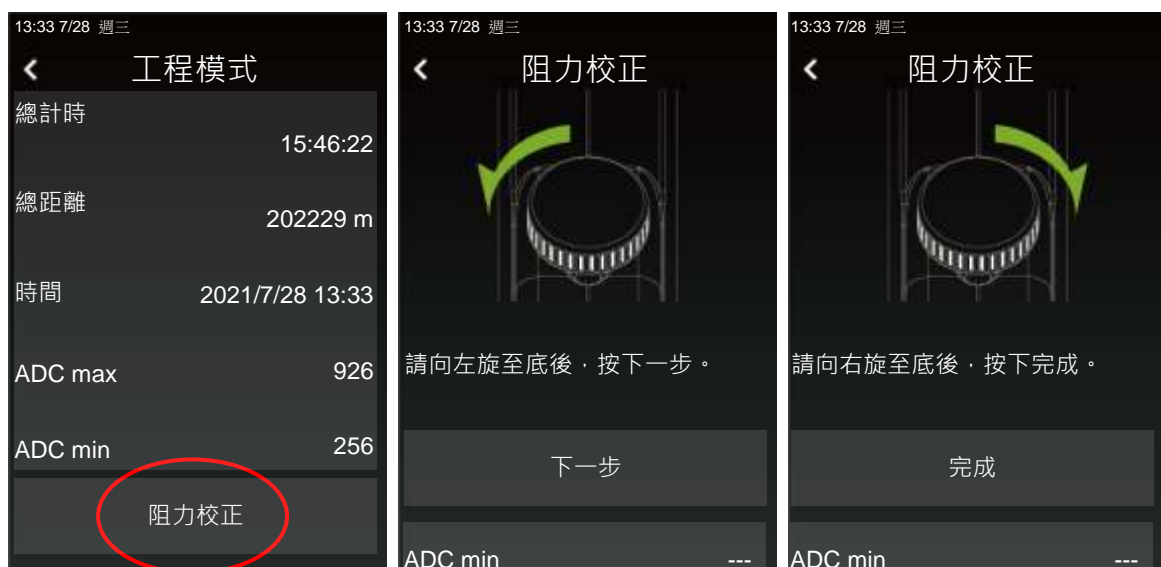 13:33 7/28 週三
工程模式
總計時
15:46:22
總距離
202229 m
時間 2021/7/28 13:33
ADC max 926
ADC min 256
阻力校正
13:33 7/28 週三
阻力校正
請向左旋至底後，按下一步。
下一步
ADC min ---
13:33 7/28 週三
阻力校正
請向右旋至底後，按下完成。
完成
ADC min ---